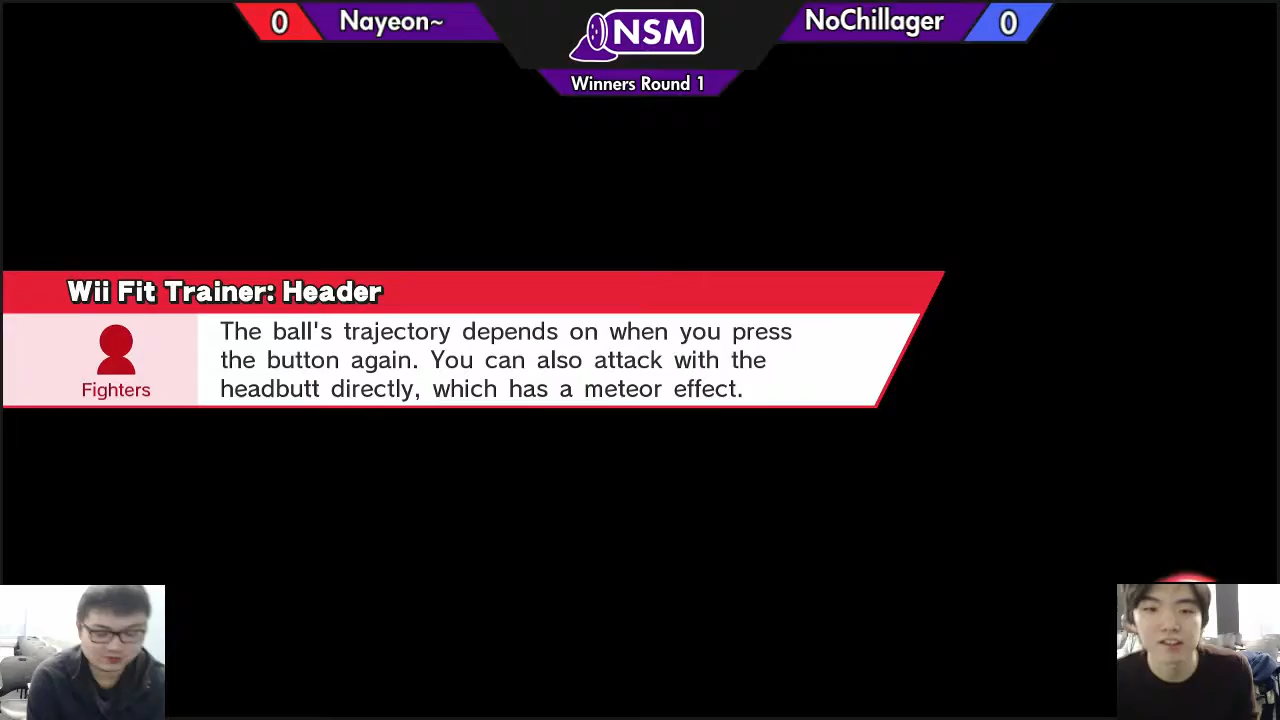 0 Nayeon~ NSM NoChillager 0
Winners Round 1
Wii Fit Trainer: Header
Fighters
The ball's trajectory depends on when you press
the button again. You can also attack with the
headbutt directly, which has a meteor effect.